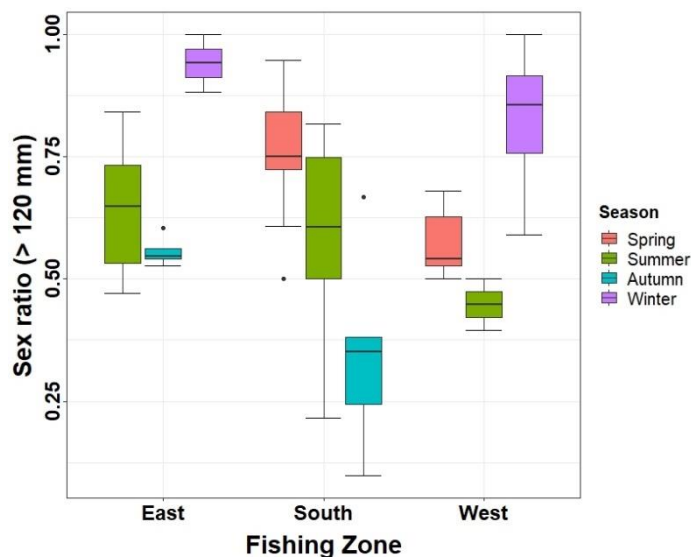 Sex ratio (> 120 mm)
1.00
0.75
0.50
0.25
East
South
West
Fishing Zone
Season
Spring
Summer
Autumn
Winter